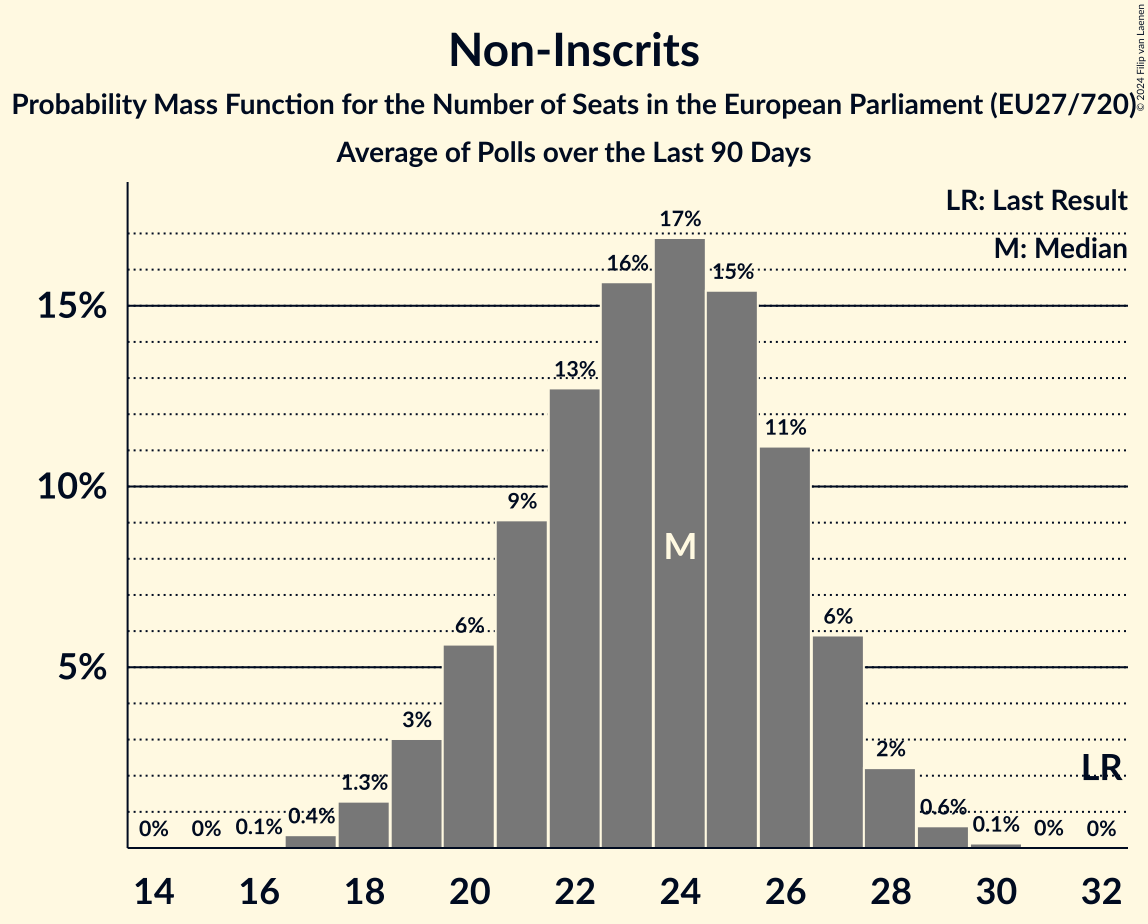 Non-Inscrits
Probability Mass Function for the Number of Seats in the European Parliament (EU27/720)
Average of Polls over the Last 90 Days
© 2024 Filip van Laenen
LR: Last Result
M: Median
15%
10%
5%
0%
0%
0.1%
0.4%
1.3%
3%
6%
9%
13%
16%
17%
15%
11%
6%
2%
0.6%
0.1%
0%
0%
M
LR
14 16 18 20 22 24 26 28 30 32